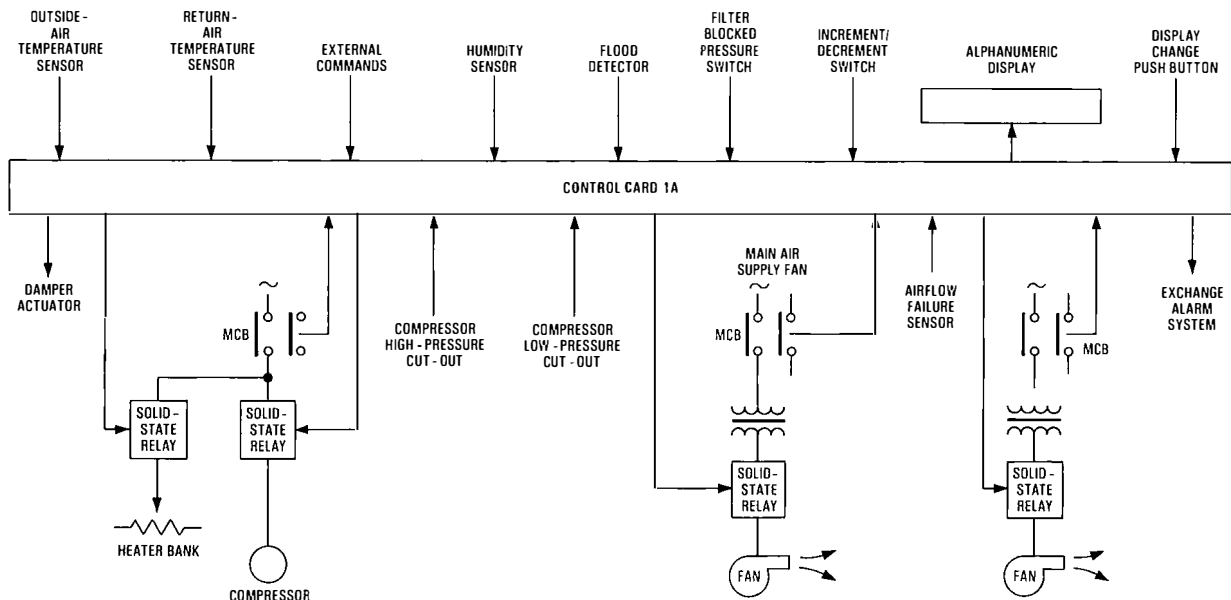 OUTSIDE-
AIR
TEMPERATURE
SENSOR
RETURN-
AIR
TEMPERATURE
SENSOR
EXTERNAL
COMMANDS
HUMIDITY
SENSOR
FLOOD
DETECTOR
FILTER
BLOCKED
PRESSURE
SWITCH
INCREMENT/
DECREMENT
SWITCH
ALPHANUMERIC
DISPLAY
DISPLAY
CHANGE
PUSH BUTTON
CONTROL CARD 1A
DAMPER
ACTUATOR
MCB
COMPRESSOR
HIGH-PRESSURE
CUT-OUT
COMPRESSOR
LOW-PRESSURE
CUT-OUT
MAIN AIR
SUPPLY FAN
MCB
AIRFLOW
FAILURE
SENSOR
MCB
EXCHANGE
ALARM
SYSTEM
SOLID-
STATE
RELAY
SOLID-
STATE
RELAY
SOLID-
STATE
RELAY
SOLID-
STATE
RELAY
HEATER BANK
COMPRESSOR
FAN
FAN